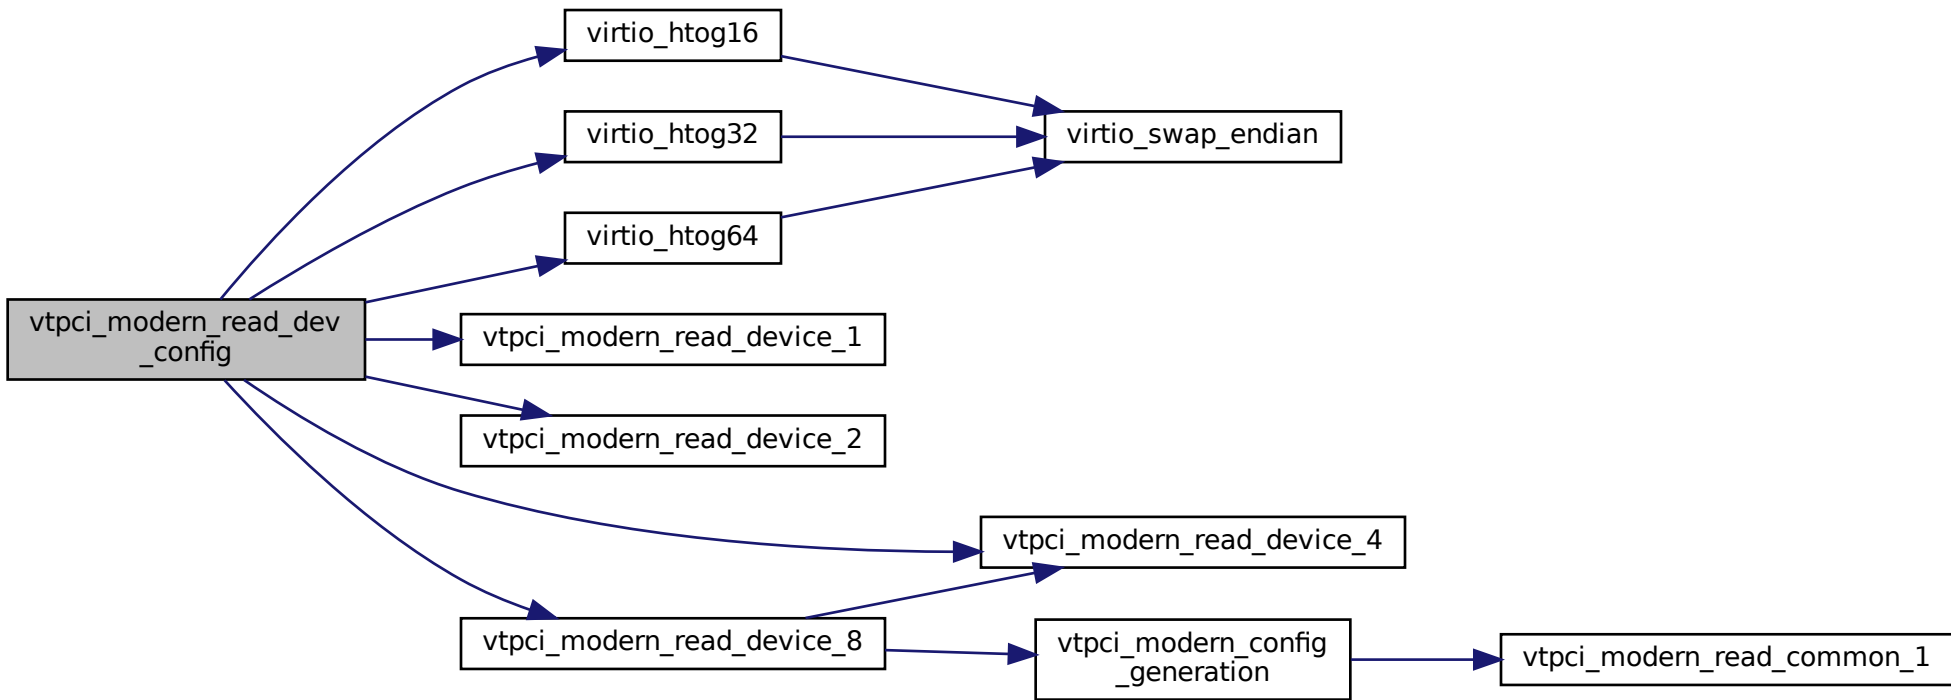 virtio_htog16
virtio_htog32
virtio_swap_endian
virtio_htog64
vtpci_modern_read_dev
_config
vtpci_modern_read_device_1
vtpci_modern_read_device_2
vtpci_modern_read_device_4
vtpci_modern_read_device_8
vtpci_modern_config
_generation
vtpci_modern_read_common_1